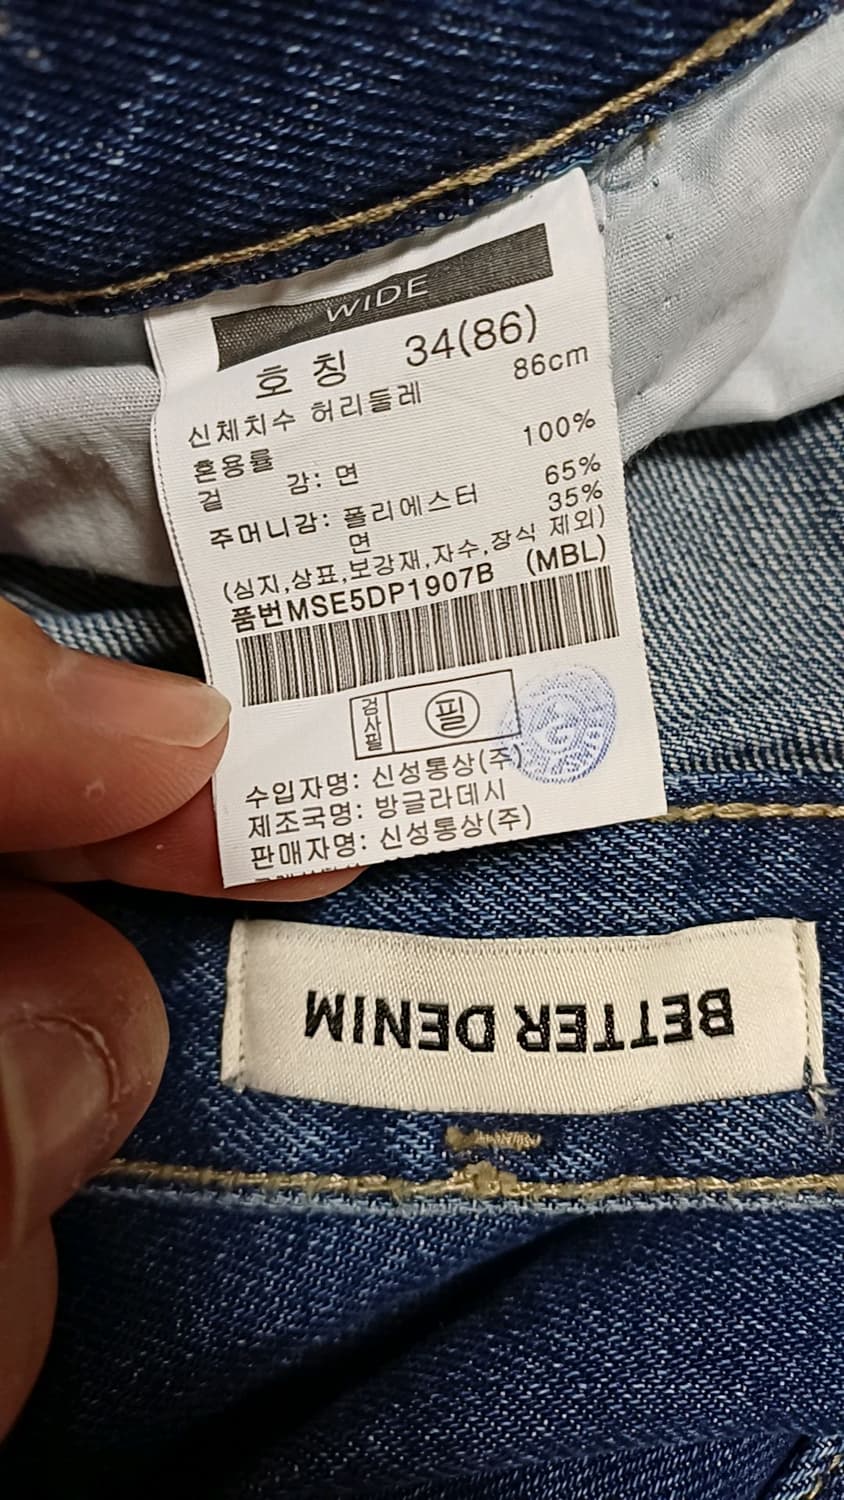 WIDE
호 칭 34(86)
신체치수 허리둘레 86cm
혼용률
겉 감: 면 100%
주머니감: 폴리에스터 65%
면 35%
(심지,상표,보강재,자수,장식 제외)
품번MSE5DP1907B (MBL)
검사필 필
수입자명: 신성통상(주)
제조국명: 방글라데시
판매자명: 신성통상(주)
BETTER DENIM